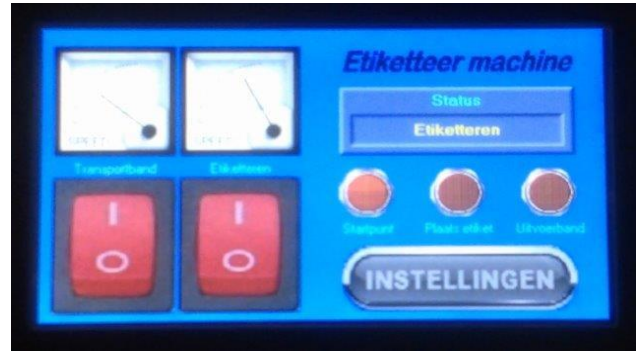 Etiketteer machine
Status
Etiketteren
Transportband
Etiketteren
Startpunt
Plaats etiket
Uitvoerband
I
I
O
O
INSTELLINGEN